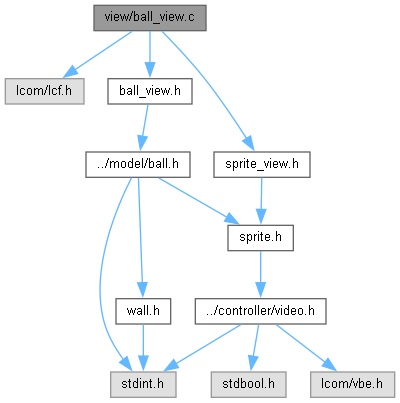 view/ball_view.c
lcom/lcf.h
ball_view.h
../model/ball.h
sprite_view.h
sprite.h
wall.h
../controller/video.h
stdint.h
stdbool.h
lcom/vbe.h